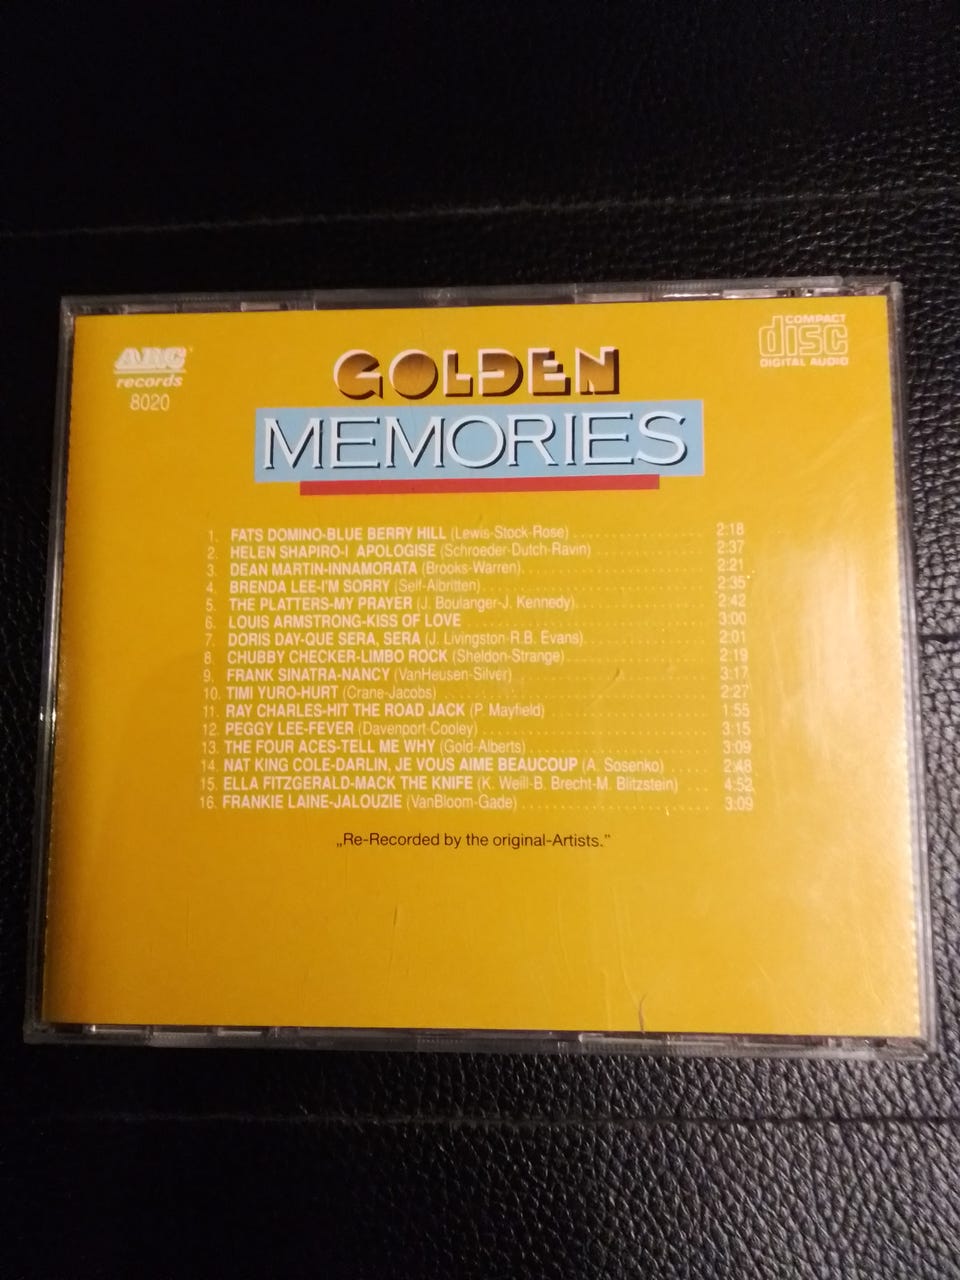 ARC
records
8020
COMPACT
disc
DIGITAL AUDIO
GOLDEN
MEMORIES
1. FATS DOMINO-BLUE BERRY HILL (Lewis-Stock-Rose) 2:18
2. HELEN SHAPIRO-I APOLOGISE (Schroeder-Dutch-Ravin) 2:37
3. DEAN MARTIN-INNAMORATA (Brooks-Warren) 2:21
4. BRENDA LEE-I'M SORRY (Self-Albritten) 2:35
5. THE PLATTERS-MY PRAYER (J. Boulanger-J. Kennedy) 2:42
6. LOUIS ARMSTRONG-KISS OF LOVE 3:00
7. DORIS DAY-QUE SERA, SERA (J. Livingston-R.B. Evans) 2:01
8. CHUBBY CHECKER-LIMBO ROCK (Sheldon-Strange) 2:19
9. FRANK SINATRA-NANCY (VanHeusen-Silver) 3:17
10. TIMI YURO-HURT (Crane-Jacobs) 2:27
11. RAY CHARLES-HIT THE ROAD JACK (P. Mayfield) 1:55
12. PEGGY LEE-FEVER (Davenport-Cooley) 3:15
13. THE FOUR ACES-TELL ME WHY (Gold-Alberts) 3:09
14. NAT KING COLE-DARLIN, JE VOUS AIME BEAUCOUP (A. Sosenko) 2:48
15. ELLA FITZGERALD-MACK THE KNIFE (K. Weill-B. Brecht-M. Blitzstein) 4:52
16. FRANKIE LAINE-JALOUZIE (VanBloom-Gade) 3:09
„Re-Recorded by the original-Artists.”